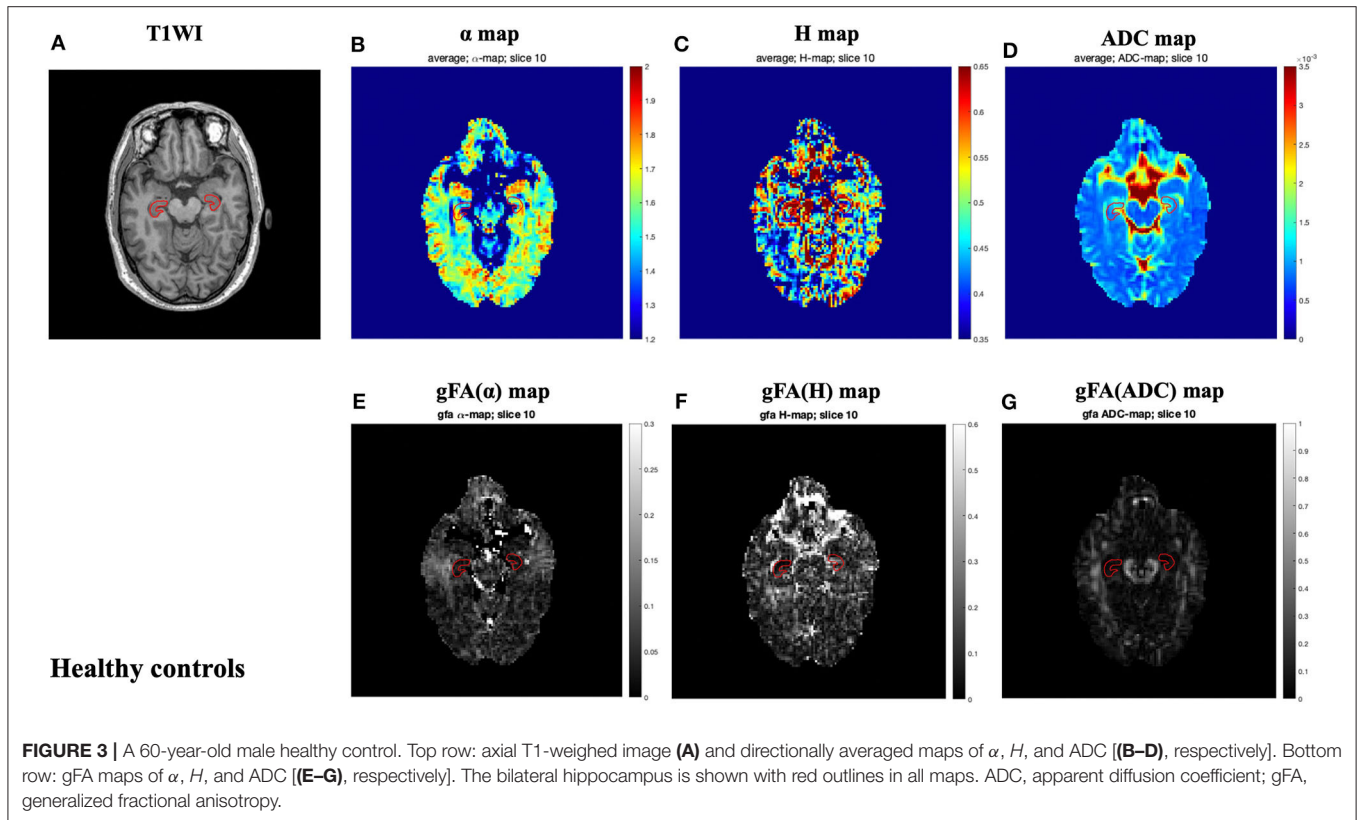 T1WI
A
α map
B
average; α-map; slice 10
2
1.9
1.8
1.7
1.6
1.5
1.4
1.3
1.2
H map
C
average; H-map; slice 10
0.65
0.6
0.55
0.5
0.45
0.4
0.35
ADC map
D
average; ADC-map; slice 10
×10⁻³
3.5
3
2.5
2
1.5
1
0.5
0
gFA(α) map
E
gfa α-map; slice 10
0.3
0.25
0.2
0.15
0.1
0.05
0
gFA(H) map
F
gfa H-map; slice 10
0.6
0.5
0.4
0.3
0.2
0.1
0
gFA(ADC) map
G
gfa ADC-map; slice 10
1
0.9
0.8
0.7
0.6
0.5
0.4
0.3
0.2
0.1
0
Healthy controls
FIGURE 3 | A 60-year-old male healthy control. Top row: axial T1-weighed image (A) and directionally averaged maps of α, H, and ADC [(B–D), respectively]. Bottom
row: gFA maps of α, H, and ADC [(E–G), respectively]. The bilateral hippocampus is shown with red outlines in all maps. ADC, apparent diffusion coefficient; gFA,
generalized fractional anisotropy.